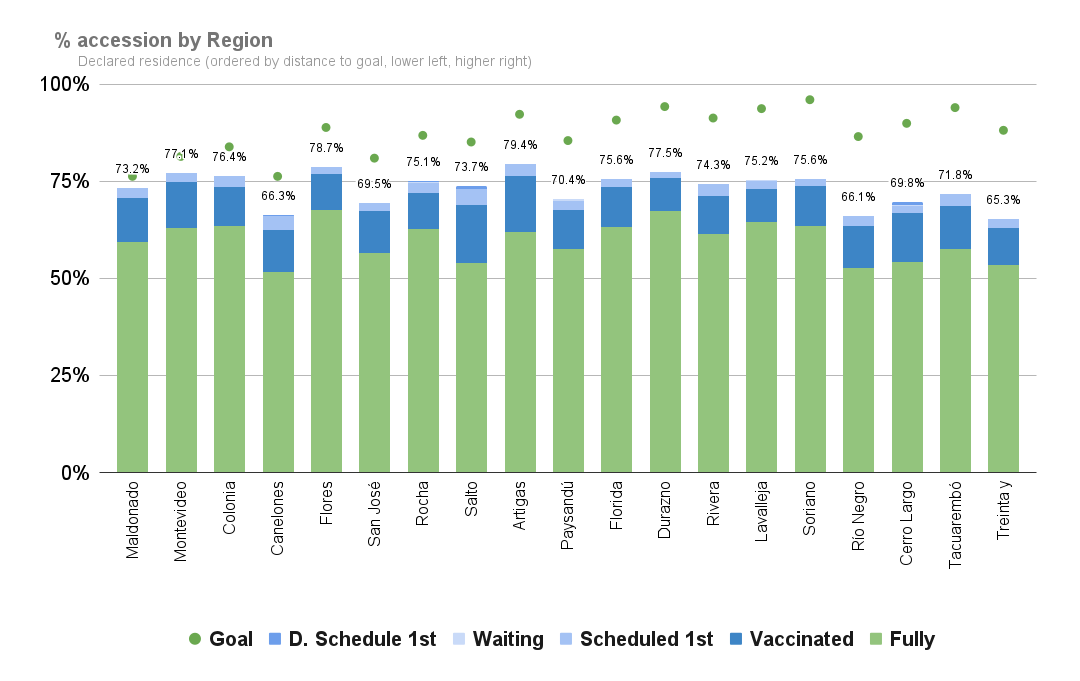 % accession by Region
Declared residence (ordered by distance to goal, lower left, higher right)
100%
75%
50%
25%
0%
73.2%
77.1%
76.4%
66.3%
78.7%
69.5%
75.1%
73.7%
79.4%
70.4%
75.6%
77.5%
74.3%
75.2%
75.6%
66.1%
69.8%
71.8%
65.3%
Maldonado
Montevideo
Colonia
Canelones
Flores
San José
Rocha
Salto
Artigas
Paysandú
Florida
Durazno
Rivera
Lavalleja
Soriano
Río Negro
Cerro Largo
Tacuarembó
Treinta y
Goal D. Schedule 1st Waiting Scheduled 1st Vaccinated Fully